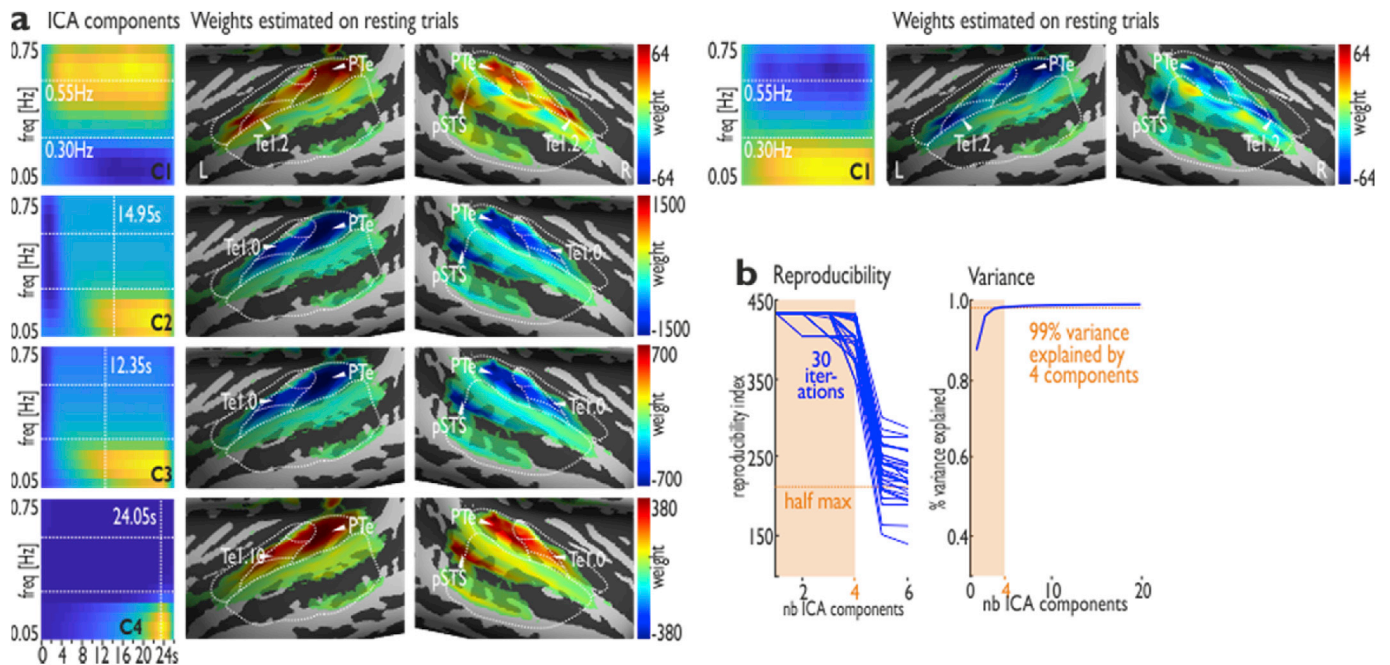 a ICA components Weights estimated on resting trials
0.75
0.55Hz
0.30Hz
0.05
freq [Hz]
C1
L
PTe
Te1.2
PTe
pSTS
Te1.2
R
64
weight
-64
0.75
14.95s
freq [Hz]
0.05
C2
Te1.0
PTe
PTe
pSTS
Te1.0
1500
weight
-1500
0.75
12.35s
freq [Hz]
0.05
C3
Te1.0
PTe
PTe
pSTS
Te1.0
700
weight
-700
0.75
24.05s
freq [Hz]
0.05
C4
0 4 8 12 16 20 24s
Te1.10
PTe
PTe
pSTS
Te1.0
380
weight
-380
Weights estimated on resting trials
0.75
0.55Hz
0.30Hz
0.05
freq [Hz]
C1
L
PTe
Te1.2
PTe
pSTS
Te1.2
R
64
weight
-64
b Reproducibility
450
350
250
150
reproducibility index
30
iter-
ations
half max
2 4 6
nb ICA components
Variance
1.0
0.8
0.6
0.4
% variance explained
99% variance
explained by
4 components
0 4 10 20
nb ICA components